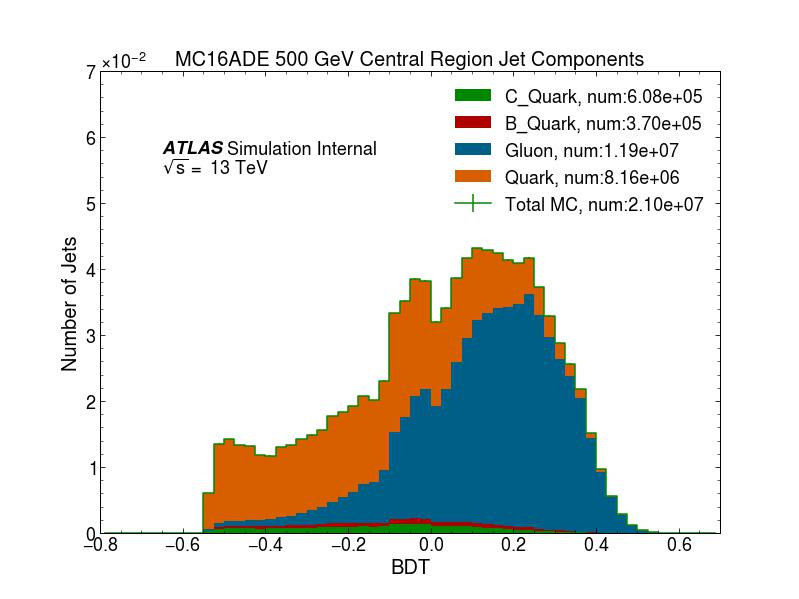 MC16ADE 500 GeV Central Region Jet Components
×10⁻²
7
6
5
4
3
2
1
0
Number of Jets
ATLAS Simulation Internal
√s = 13 TeV
C_Quark, num:6.08e+05
B_Quark, num:3.70e+05
Gluon, num:1.19e+07
Quark, num:8.16e+06
Total MC, num:2.10e+07
−0.8 −0.6 −0.4 −0.2 0.0 0.2 0.4 0.6
BDT